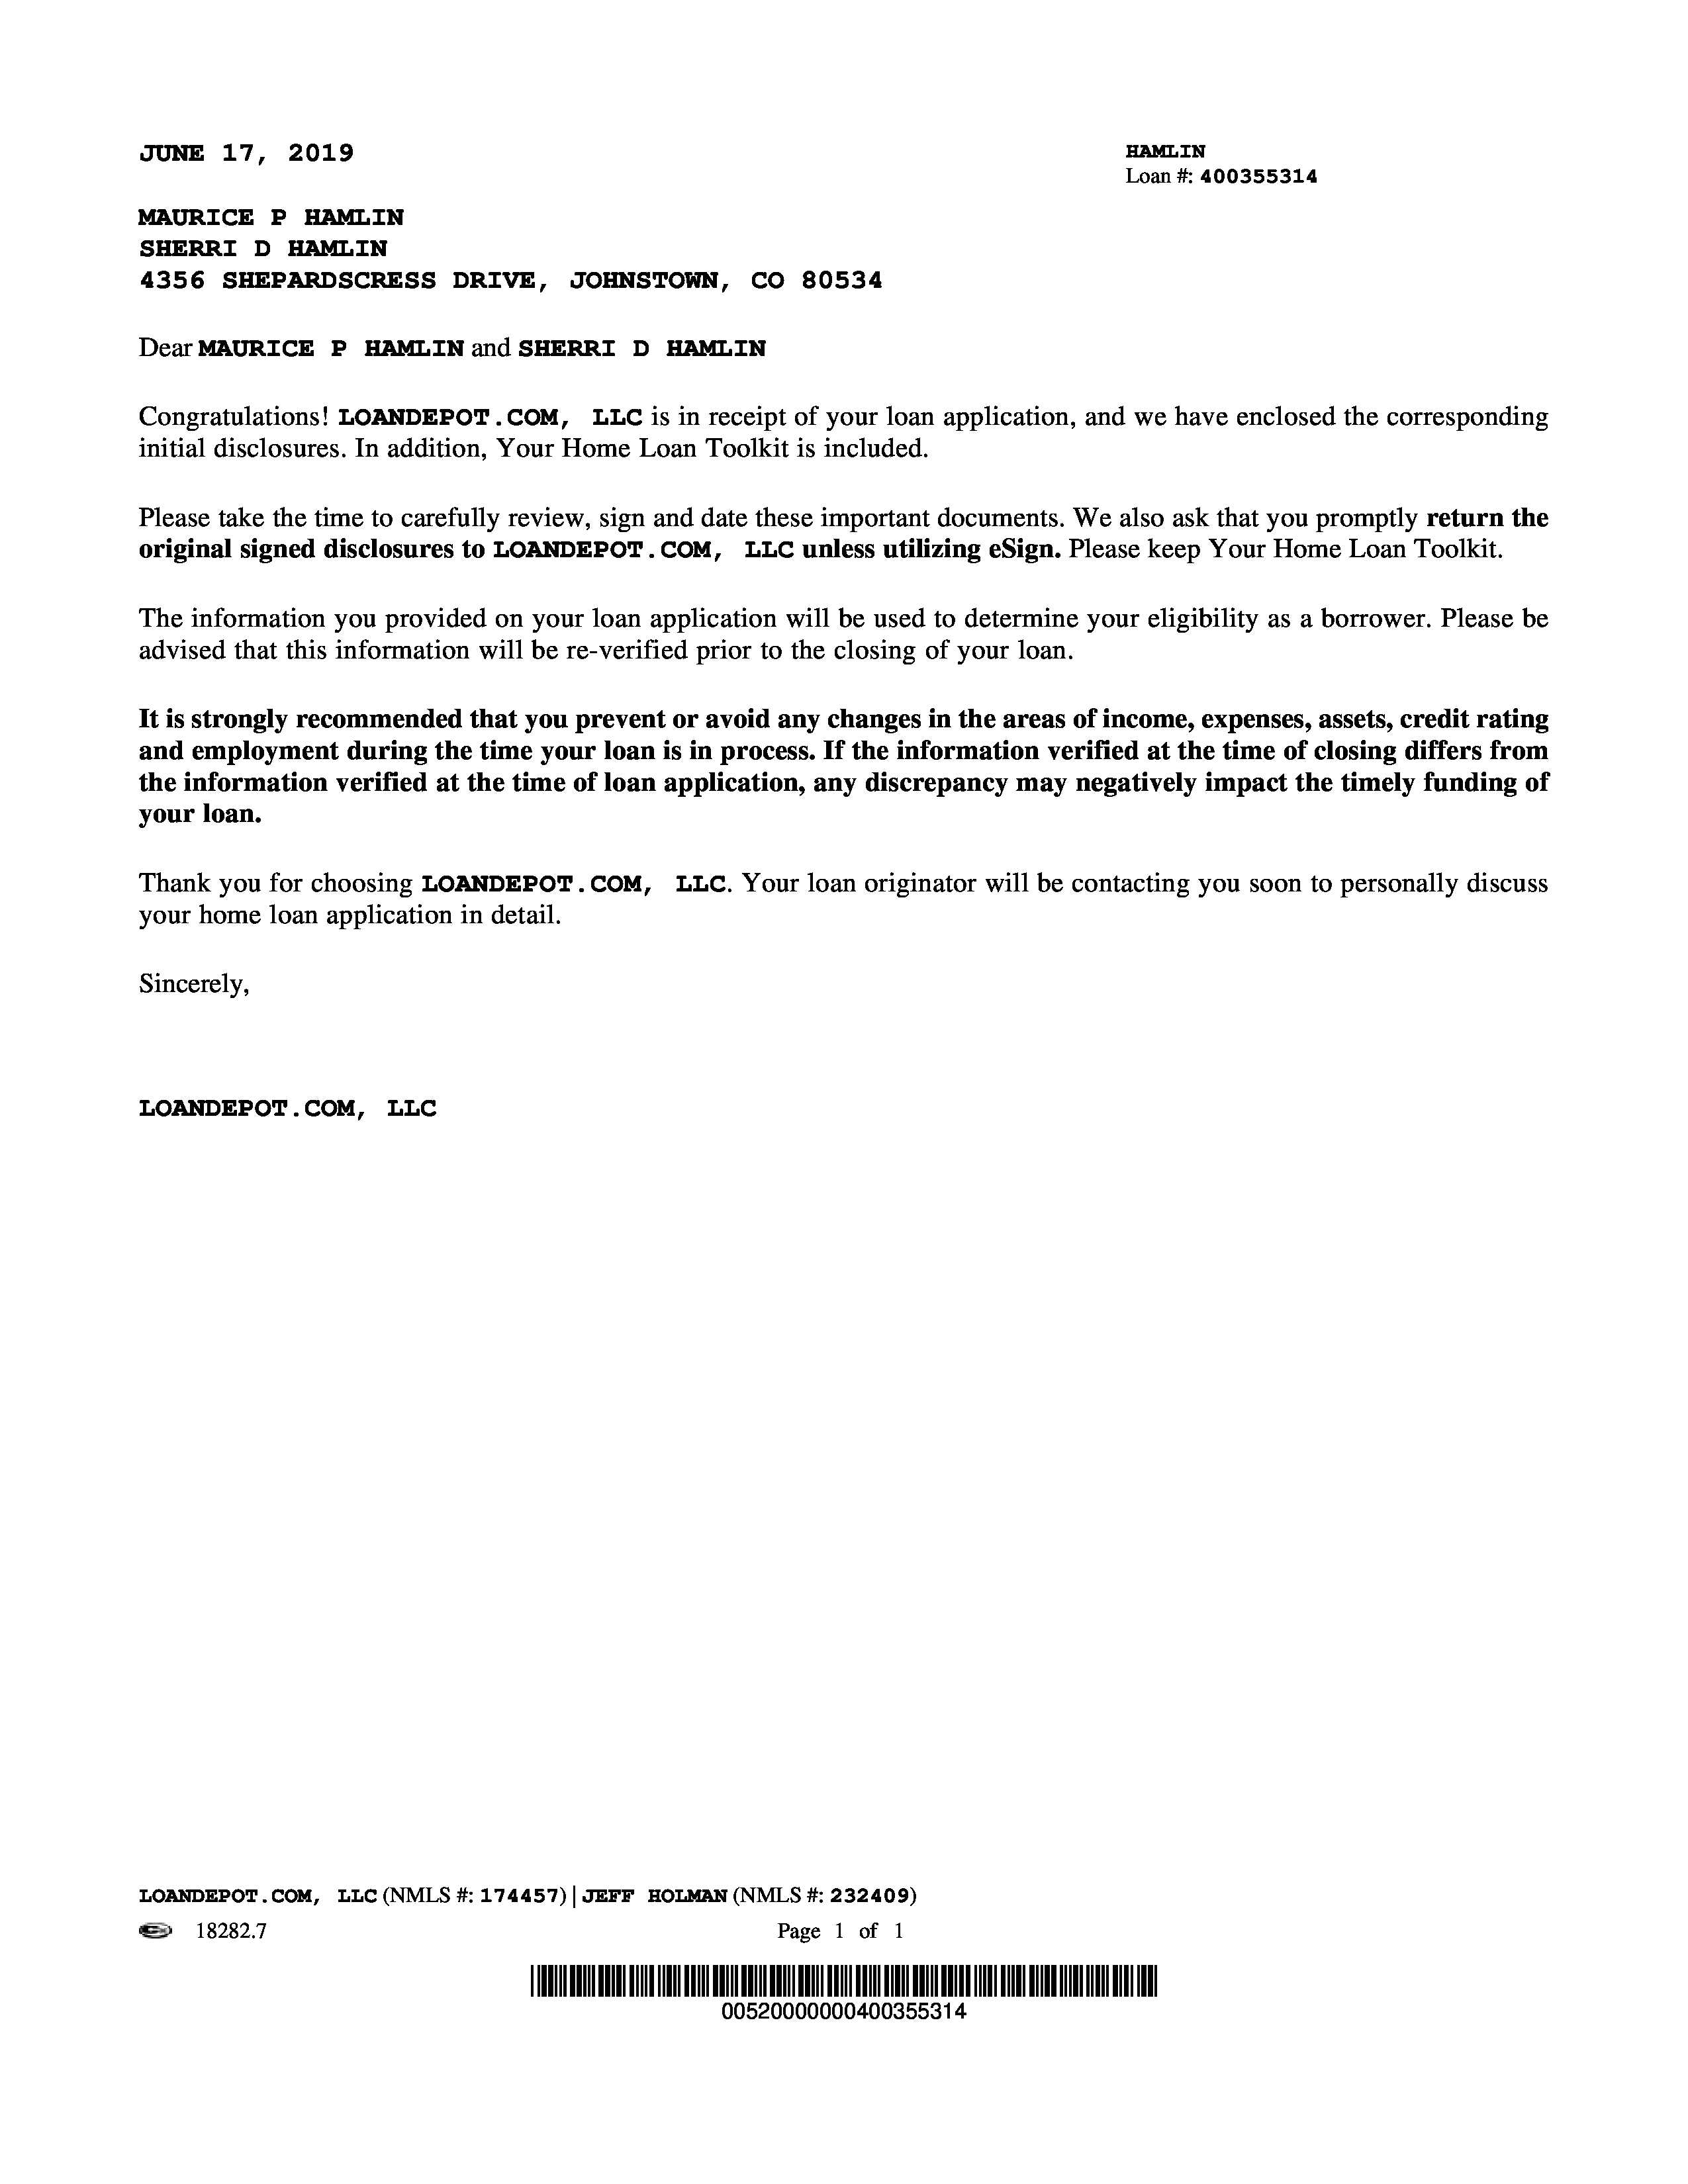 JUNE 17, 2019
HAMLIN
Loan #: 400355314
MAURICE P HAMLIN
SHERRI D HAMLIN
4356 SHEPARDSCRESS DRIVE, JOHNSTOWN, CO 80534
Dear MAURICE P HAMLIN and SHERRI D HAMLIN
Congratulations! LOANDEPOT.COM, LLC is in receipt of your loan application, and we have enclosed the corresponding
initial disclosures. In addition, Your Home Loan Toolkit is included.
Please take the time to carefully review, sign and date these important documents. We also ask that you promptly return the
original signed disclosures to LOANDEPOT.COM, LLC unless utilizing eSign. Please keep Your Home Loan Toolkit.
The information you provided on your loan application will be used to determine your eligibility as a borrower. Please be
advised that this information will be re-verified prior to the closing of your loan.
It is strongly recommended that you prevent or avoid any changes in the areas of income, expenses, assets, credit rating
and employment during the time your loan is in process. If the information verified at the time of closing differs from
the information verified at the time of loan application, any discrepancy may negatively impact the timely funding of
your loan.
Thank you for choosing LOANDEPOT.COM, LLC. Your loan originator will be contacting you soon to personally discuss
your home loan application in detail.
Sincerely,
LOANDEPOT.COM, LLC
LOANDEPOT.COM, LLC (NMLS #: 174457) | JEFF HOLMAN (NMLS #: 232409)
18282.7
Page 1 of 1
00520000000400355314